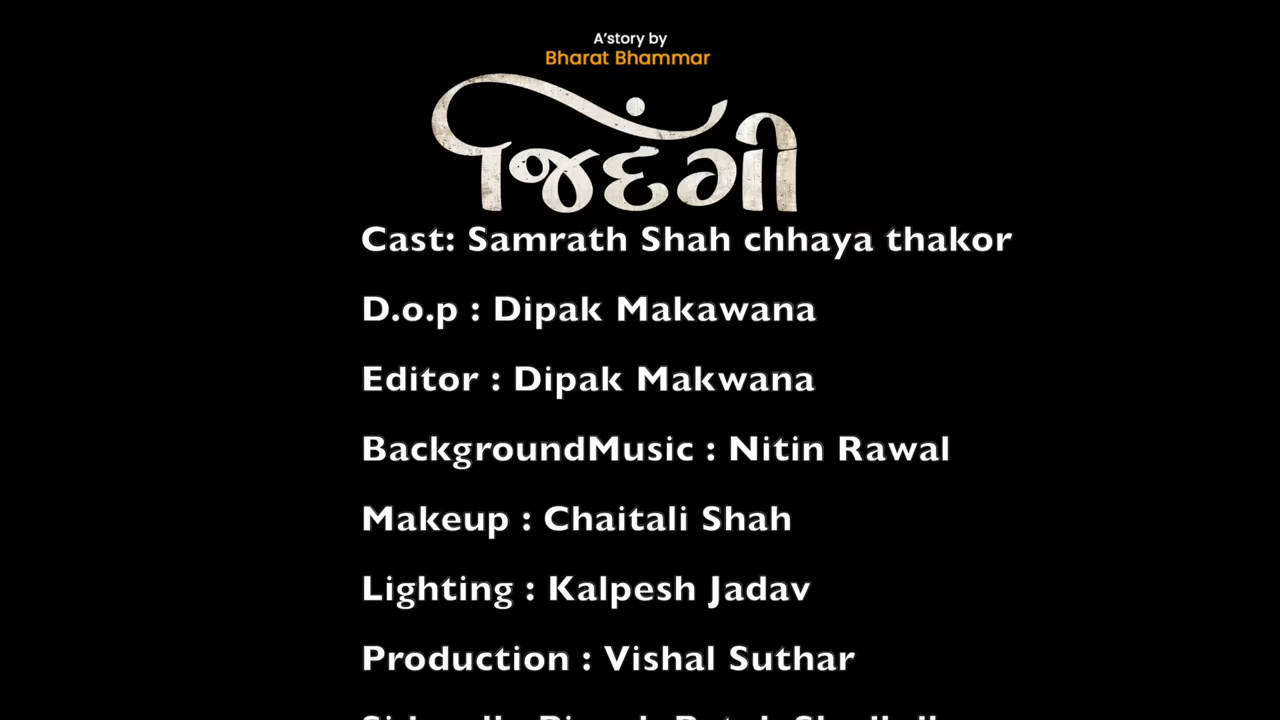 A'story by
Bharat Bhammar
જિંદગી
Cast: Samrath Shah chhaya thakor
D.o.p : Dipak Makawana
Editor : Dipak Makwana
BackgroundMusic : Nitin Rawal
Makeup : Chaitali Shah
Lighting : Kalpesh Jadav
Production : Vishal Suthar